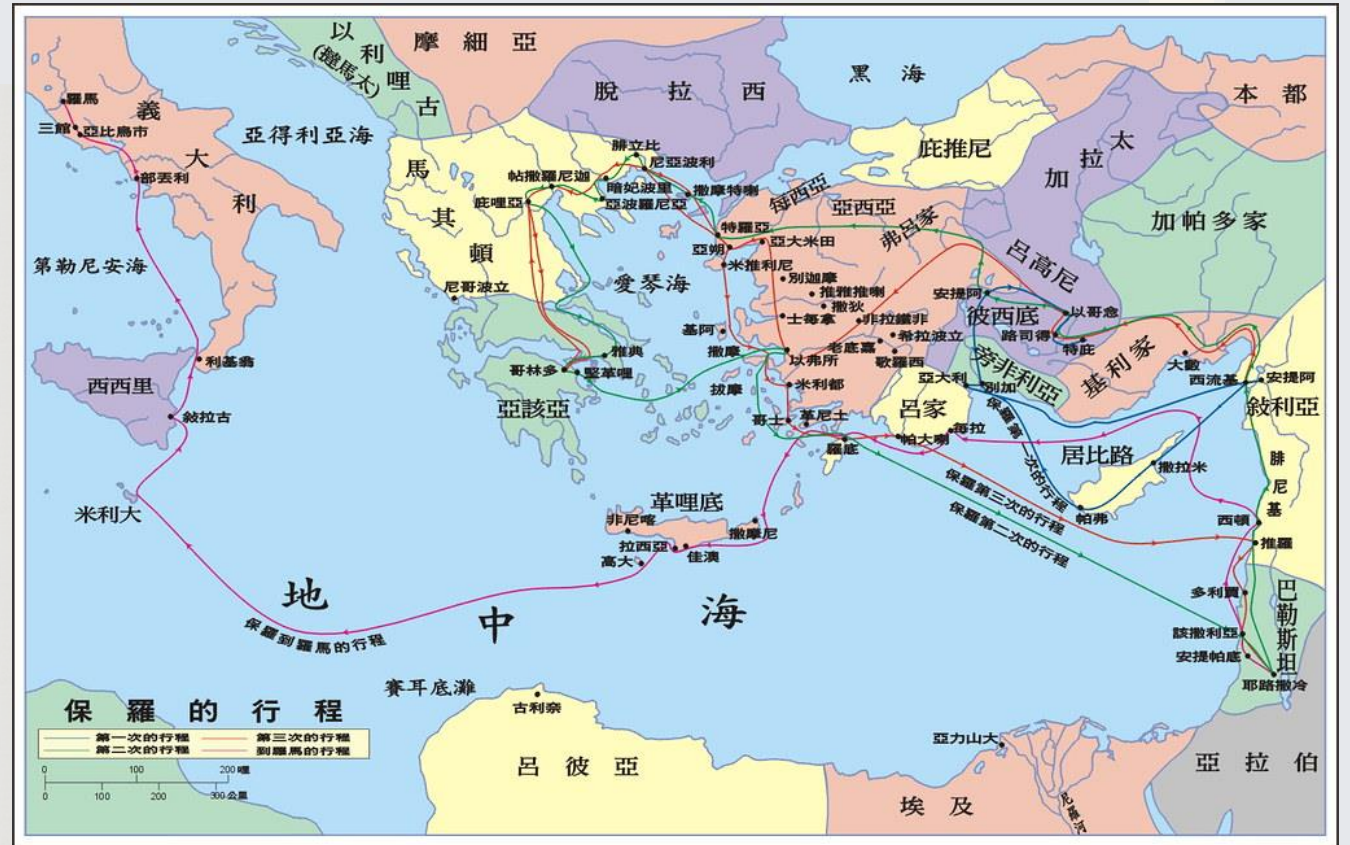 以利哩古
(撻馬太)
摩細亞
脫拉西
黑海
本都
羅馬
三館
亞比烏市
義大利
亞得利亞海
部丟利
第勒尼安海
利基翁
西西里
敍拉古
米利大
馬其頓
腓立比
尼亞波利
帖撒羅尼迦
暗妃波里
亞波羅尼亞
庇哩亞
撒摩特喇
尼哥波立
愛琴海
雅典
哥林多
堅革哩
亞該亞
庇推尼
加拉太
加帕多家
每西亞
亞西亞
弗呂家
呂高尼
特羅亞
亞朔
亞大米田
米推利尼
別迦摩
推雅推喇
撒狄
士每拿
非拉鐵非
希拉波立
老底嘉
歌羅西
基阿
撒摩
以弗所
拔摩
米利都
哥士
革尼土
羅底
安提阿
彼西底
以哥念
路司得
特庇
旁非利亞
亞大利
別加
呂家
帕大喇
每拉
基利家
大數
西流基
安提阿
敍利亞
腓尼基
居比路
撒拉米
帕弗
保羅第一次的行程
保羅第三次的行程
保羅第二次的行程
西頓
推羅
多利買
該撒利亞
安提帕底
耶路撒冷
巴勒斯坦
革哩底
非尼喀
拉西亞
佳澳
撒摩尼
高大
地中海
保羅到羅馬的行程
賽耳底灘
古利奈
呂彼亞
亞力山大
埃及
尼羅河
亞拉伯
保羅的行程
第一次的行程
第三次的行程
第二次的行程
到羅馬的行程
0 100 200 哩
0 100 200 300 公里